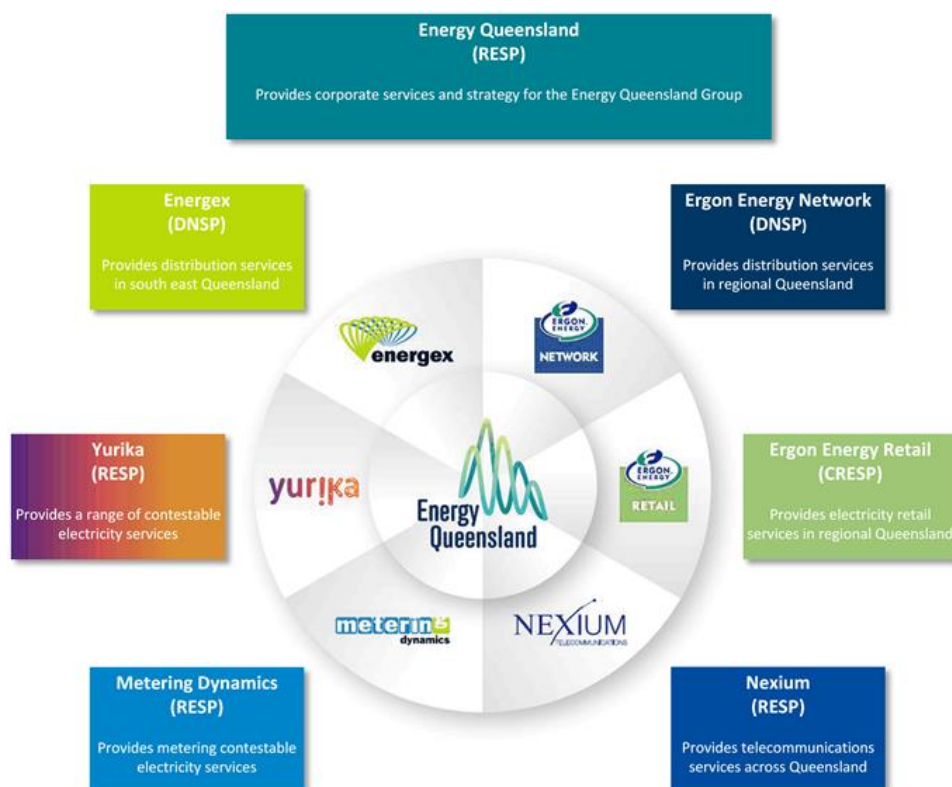 Energy Queensland
(RESP)
Provides corporate services and strategy for the Energy Queensland Group
Energex
(DNSP)
Provides distribution services
in south east Queensland
Ergon Energy Network
(DNSP)
Provides distribution services
in regional Queensland
energex
ERGON.
ENERGY
NETWORK
Yurika
(RESP)
Provides a range of contestable
electricity services
yurika
Energy
Queensland
ERGON.
ENERGY
RETAIL
Ergon Energy Retail
(CRESP)
Provides electricity retail
services in regional Queensland
metering
dynamics
NEXIUM
TELECOMMUNICATIONS
Metering Dynamics
(RESP)
Provides metering contestable
electricity services
Nexium
(RESP)
Provides telecommunications
services across Queensland